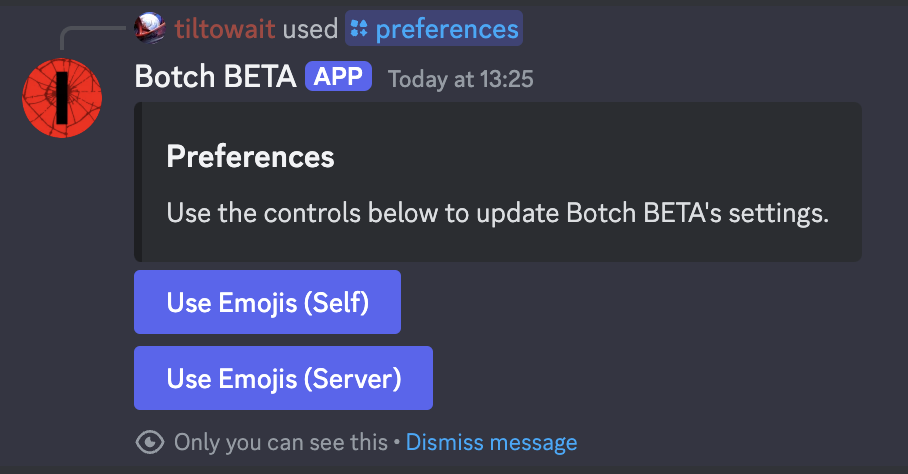 tiltowait used preferences
Botch BETA APP Today at 13:25
Preferences
Use the controls below to update Botch BETA's settings.
Use Emojis (Self)
Use Emojis (Server)
Only you can see this • Dismiss message